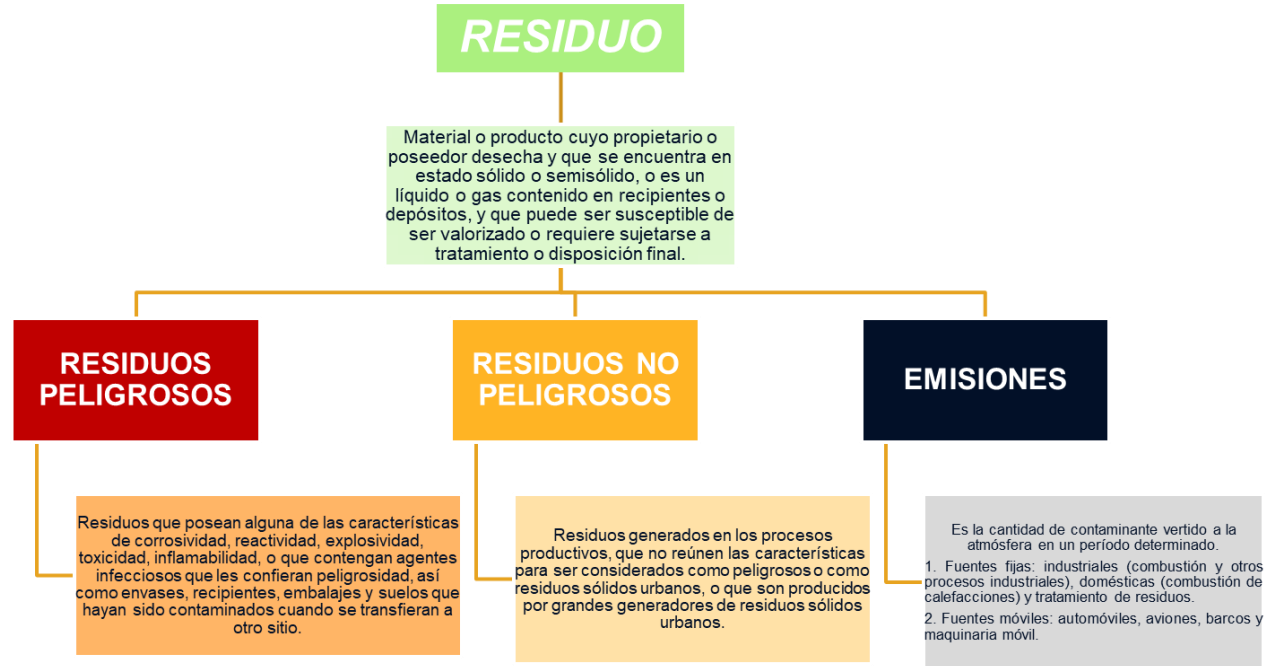 RESIDUO
Material o producto cuyo propietario o
poseedor desecha y que se encuentra en
estado sólido o semisólido, o es un
líquido o gas contenido en recipientes o
depósitos, y que puede ser susceptible de
ser valorizado o requiere sujetarse a
tratamiento o disposición final.
RESIDUOS
PELIGROSOS
Residuos que posean alguna de las características
de corrosividad, reactividad, explosividad,
toxicidad, inflamabilidad, o que contengan agentes
infecciosos que les confieran peligrosidad, así
como envases, recipientes, embalajes y suelos que
hayan sido contaminados cuando se transfieran a
otro sitio.
RESIDUOS NO
PELIGROSOS
Residuos generados en los procesos
productivos, que no reúnen las características
para ser considerados como peligrosos o como
residuos sólidos urbanos, o que son producidos
por grandes generadores de residuos sólidos
urbanos.
EMISIONES
Es la cantidad de contaminante vertido a la
atmósfera en un período determinado.
1. Fuentes fijas: industriales (combustión y otros
procesos industriales), domésticas (combustión de
calefacciones) y tratamiento de residuos.
2. Fuentes móviles: automóviles, aviones, barcos y
maquinaria móvil.